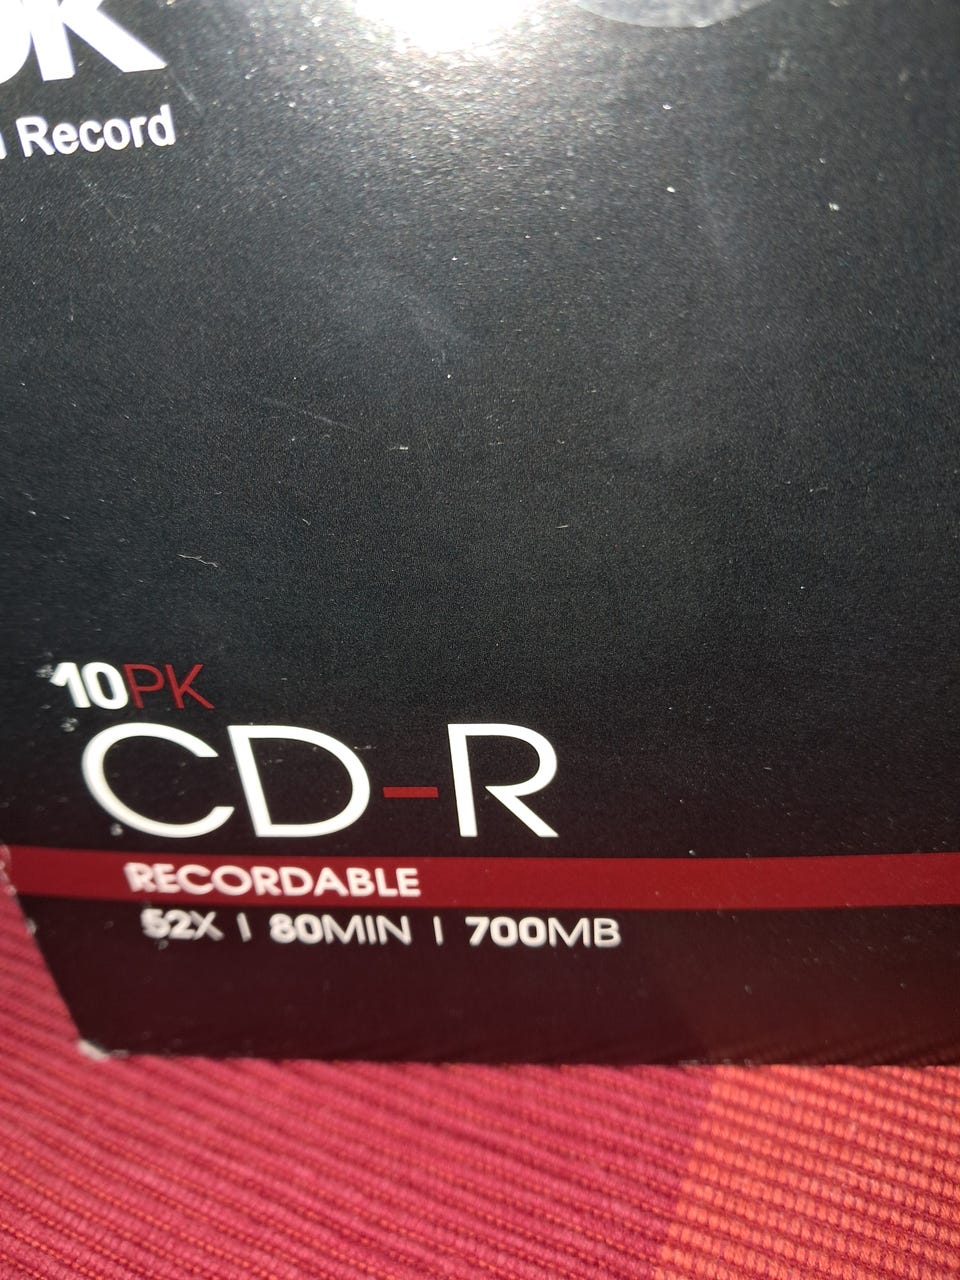 Record
10PK
CD-R
RECORDABLE
52X | 80MIN | 700MB